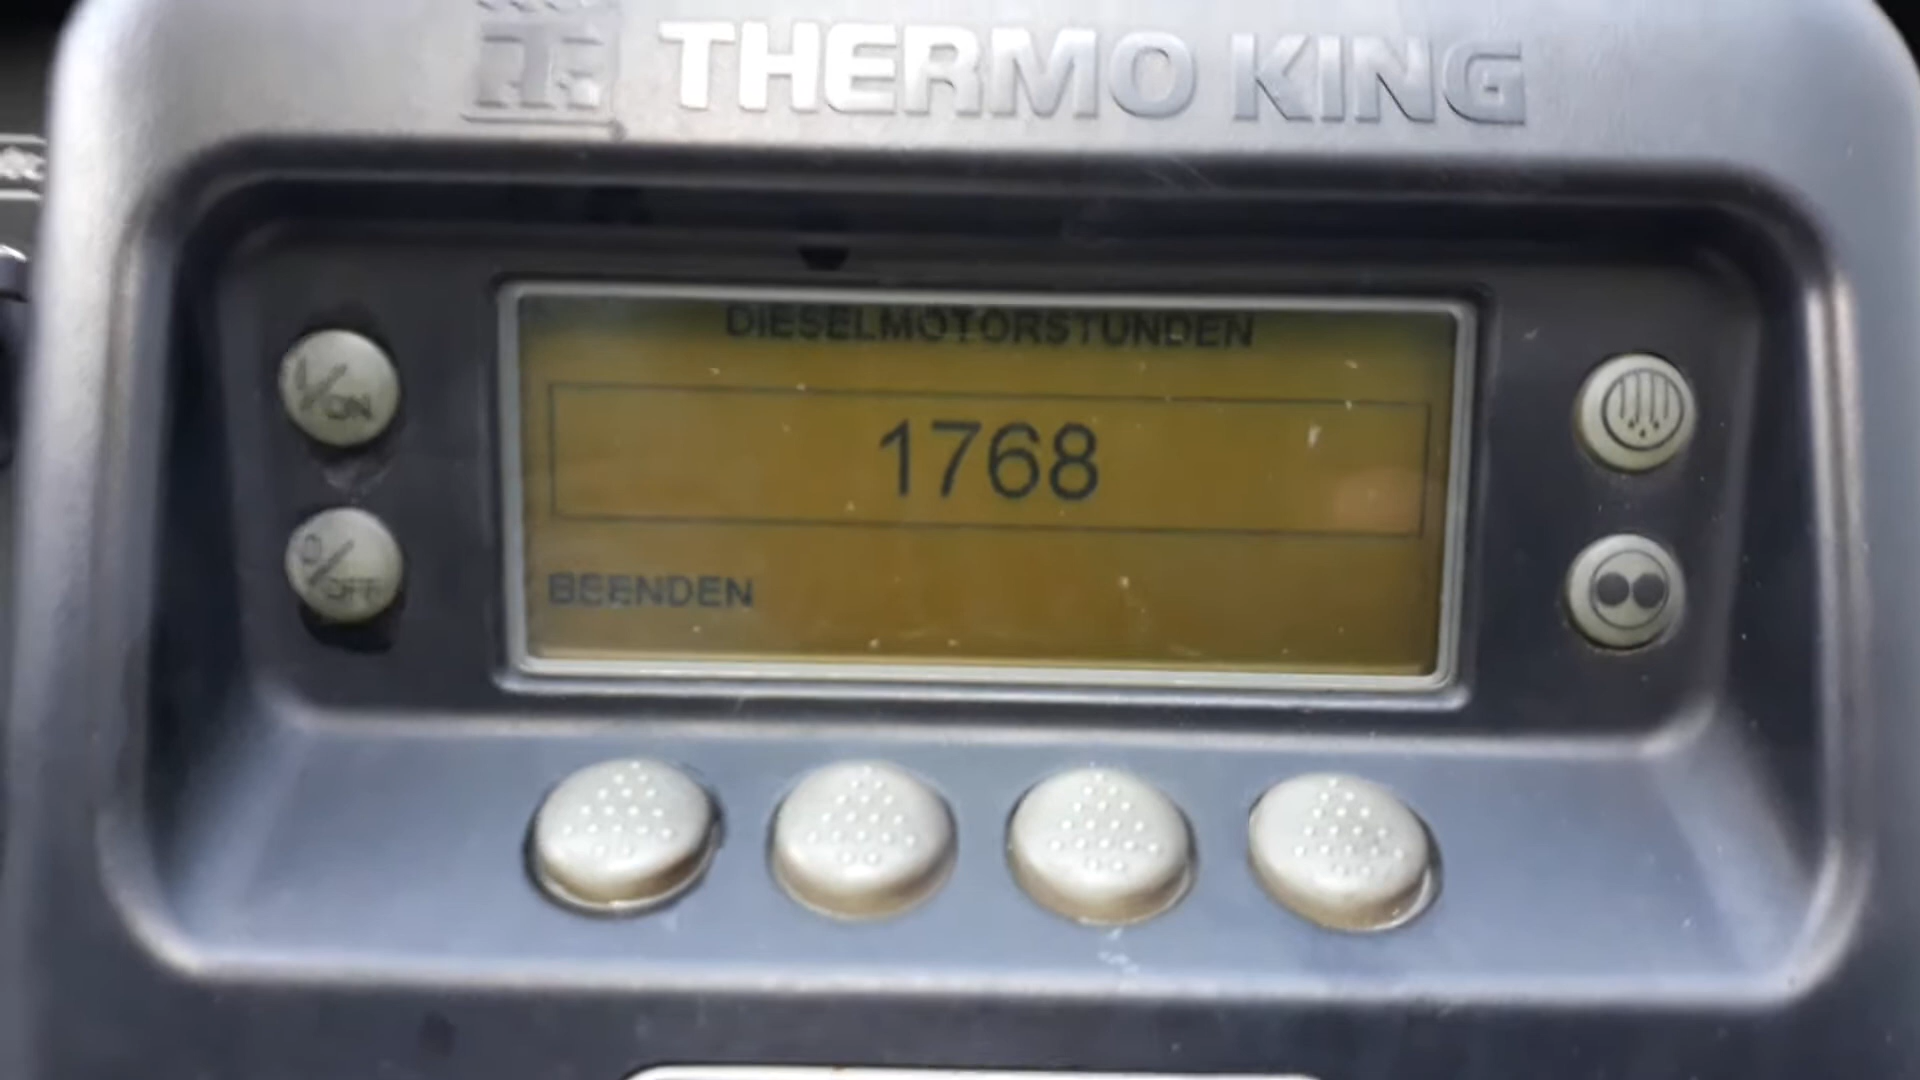 THERMO KING
DIESELMOTORSTUNDEN
I/ON
1768
0/OFF
BEENDEN